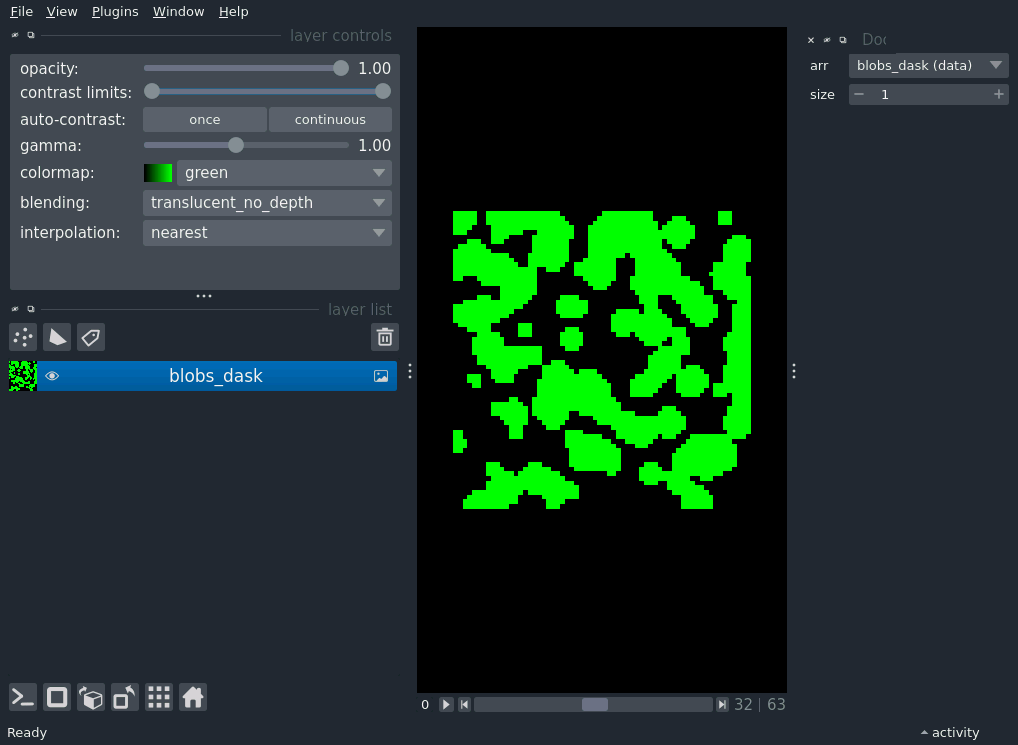 File View Plugins Window Help
layer controls
opacity: 1.00
contrast limits:
auto-contrast: once continuous
gamma: 1.00
colormap: green
blending: translucent_no_depth
interpolation: nearest
layer list
blobs_dask
0 32 | 63
Ready
activity
Doc
arr blobs_dask (data)
size 1